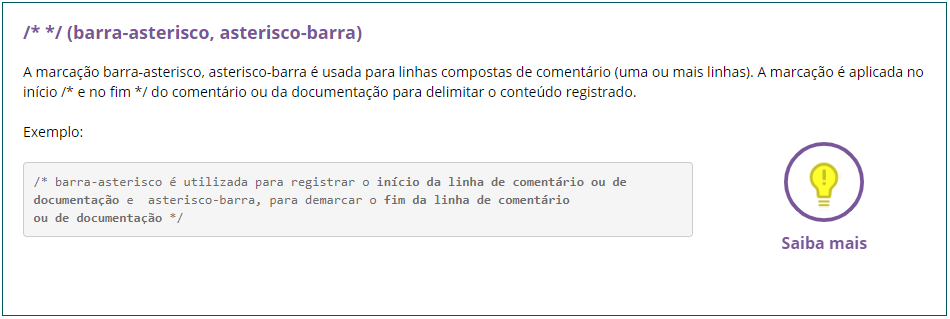 /* */ (barra-asterisco, asterisco-barra)
A marcação barra-asterisco, asterisco-barra é usada para linhas compostas de comentário (uma ou mais linhas). A marcação é aplicada no
início /* e no fim */ do comentário ou da documentação para delimitar o conteúdo registrado.
Exemplo:
/* barra-asterisco é utilizada para registrar o início da linha de comentário ou de
documentação e  asterisco-barra, para demarcar o fim da linha de comentário
ou de documentação */
Saiba mais